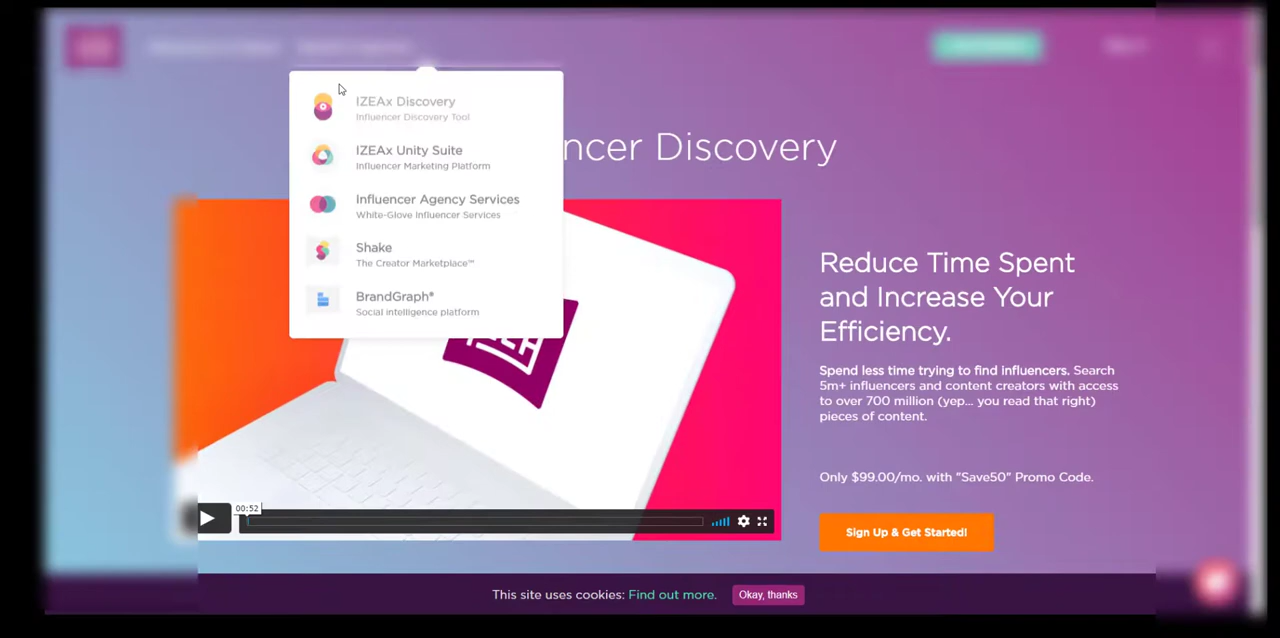 IZEAx Discovery
Influencer Discovery Tool
IZEAx Unity Suite
Influencer Marketing Platform
Influencer Agency Services
White-Glove Influencer Services
Shake
The Creator Marketplace™
BrandGraph®
Social intelligence platform
ncer Discovery
Reduce Time Spent
and Increase Your
Efficiency.
Spend less time trying to find influencers. Search
5m+ influencers and content creators with access
to over 700 million (yep... you read that right)
pieces of content.
Only $99.00/mo. with "Save50" Promo Code.
00:52
Sign Up & Get Started!
This site uses cookies: Find out more.
Okay, thanks